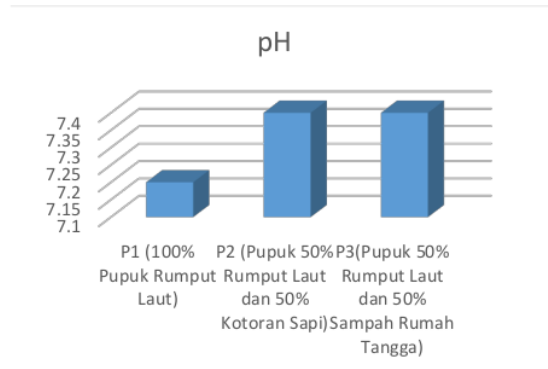 pH
7.4
7.35
7.3
7.25
7.2
7.15
7.1
P1 (100%
Pupuk Rumput
Laut)
P2 (Pupuk 50%
Rumput Laut
dan 50%
Kotoran Sapi)
P3(Pupuk 50%
Rumput Laut
dan 50%
Sampah Rumah
Tangga)